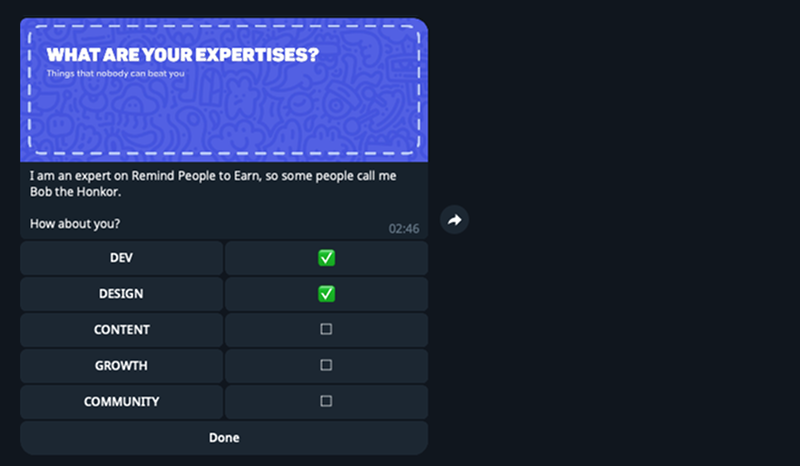 WHAT ARE YOUR EXPERTISES?
Things that nobody can beat you
I am an expert on Remind People to Earn, so some people call me
Bob the Honkor.
How about you?
02:46
DEV
DESIGN
CONTENT
GROWTH
COMMUNITY
Done